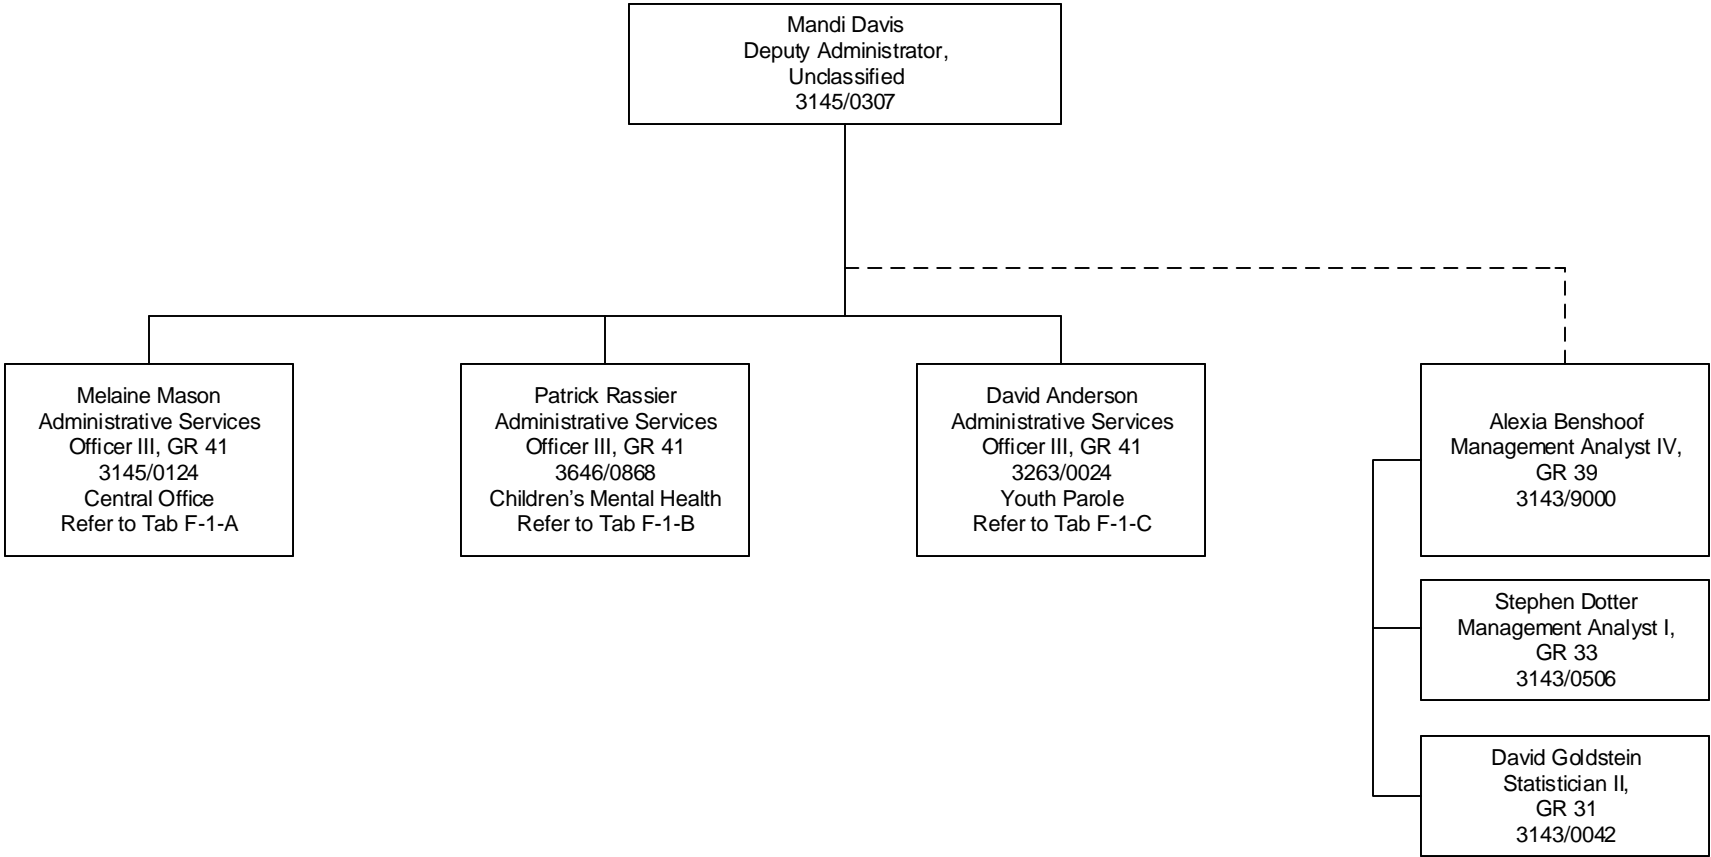 Mandi Davis
Deputy Administrator,
Unclassified
3145/0307
Melaine Mason
Administrative Services
Officer III, GR 41
3145/0124
Central Office
Refer to Tab F-1-A
Patrick Rassier
Administrative Services
Officer III, GR 41
3646/0868
Children’s Mental Health
Refer to Tab F-1-B
David Anderson
Administrative Services
Officer III, GR 41
3263/0024
Youth Parole
Refer to Tab F-1-C
Alexia Benshoof
Management Analyst IV,
GR 39
3143/9000
Stephen Dotter
Management Analyst I,
GR 33
3143/0506
David Goldstein
Statistician II,
GR 31
3143/0042